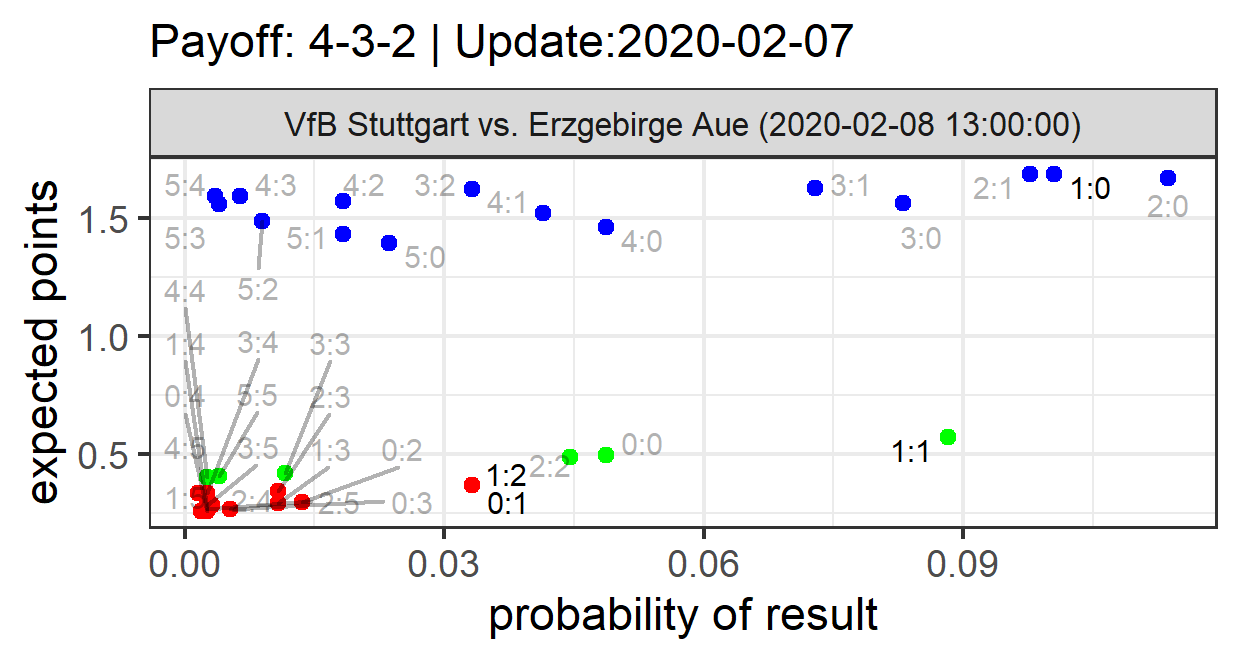 Payoff: 4-3-2 | Update:2020-02-07
VfB Stuttgart vs. Erzgebirge Aue (2020-02-08 13:00:00)
expected points
1.5
1.0
0.5
5:4 4:3 4:2 3:2 4:1 3:1 2:1 1:0 2:0
5:3 5:1 5:0 4:0 3:0
4:4 5:2
1:4 3:4 3:3
0:4 5:5 2:3
3:5 1:3 0:2 2:2 0:0 1:1
2:4 2:5 0:3 1:2
0:1
0.00 0.03 0.06 0.09
probability of result